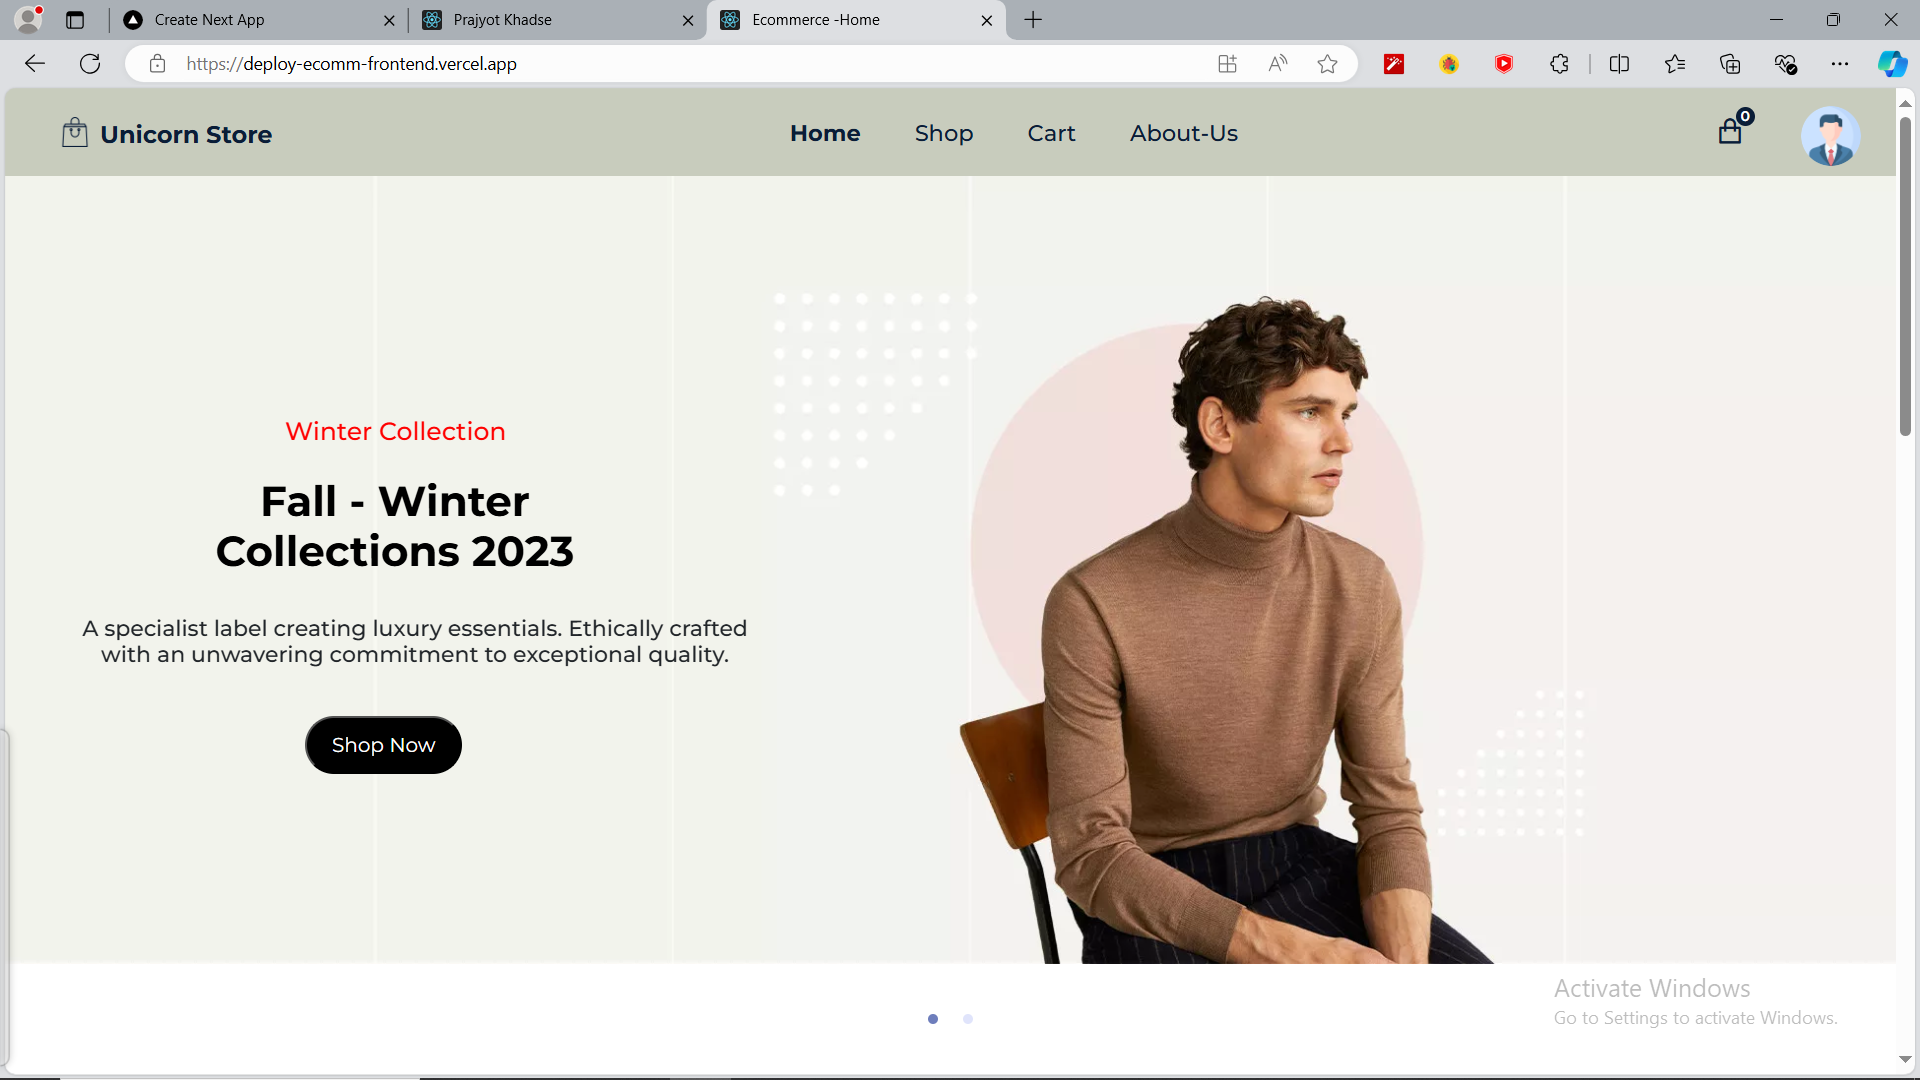 Create Next App
Prajyot Khadse
Ecommerce -Home
https://deploy-ecomm-frontend.vercel.app
Unicorn Store
Home
Shop
Cart
About-Us
0
Winter Collection
Fall - Winter
Collections 2023
A specialist label creating luxury essentials. Ethically crafted
with an unwavering commitment to exceptional quality.
Shop Now
Activate Windows
Go to Settings to activate Windows.